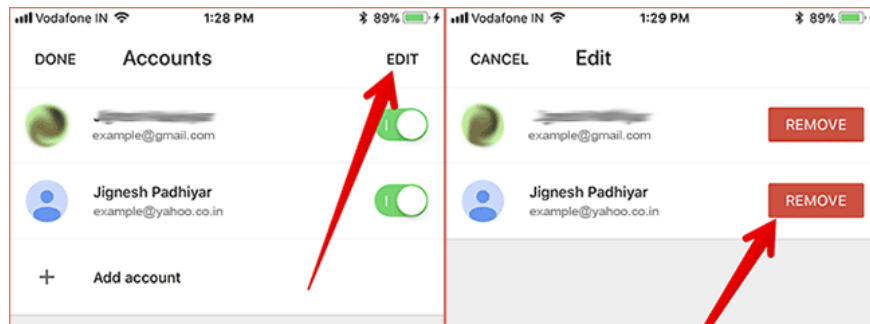 Vodafone IN 1:28 PM 89%
DONE Accounts EDIT
example@gmail.com
Jignesh Padhiyar
example@yahoo.co.in
+ Add account
Vodafone IN 1:29 PM 89%
CANCEL Edit
example@gmail.com
REMOVE
Jignesh Padhiyar
example@yahoo.co.in
REMOVE